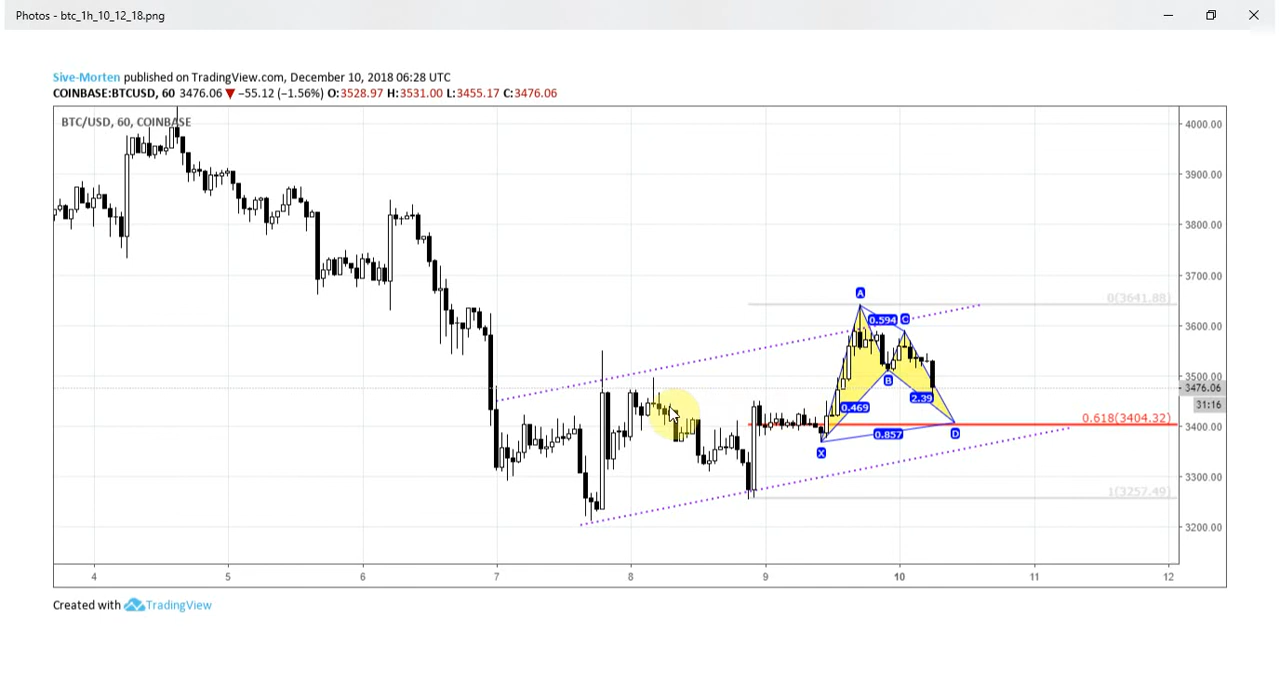 Photos - btc_1h_10_12_18.png
Sive-Morten published on TradingView.com, December 10, 2018 06:28 UTC
COINBASE:BTCUSD, 60 3476.06 ▼ −55.12 (−1.56%) O:3528.97 H:3531.00 L:3455.17 C:3476.06
BTC/USD, 60, COINBASE
4000.00
3900.00
3800.00
3700.00
A
0(3641.88)
0.594 C
3600.00
3500.00
B
3476.06
2.39
31:16
0.469
0.618(3404.32)
3400.00
0.857
D
X
3300.00
1(3257.49)
3200.00
4 5 6 7 8 9 10 11 12
Created with TradingView